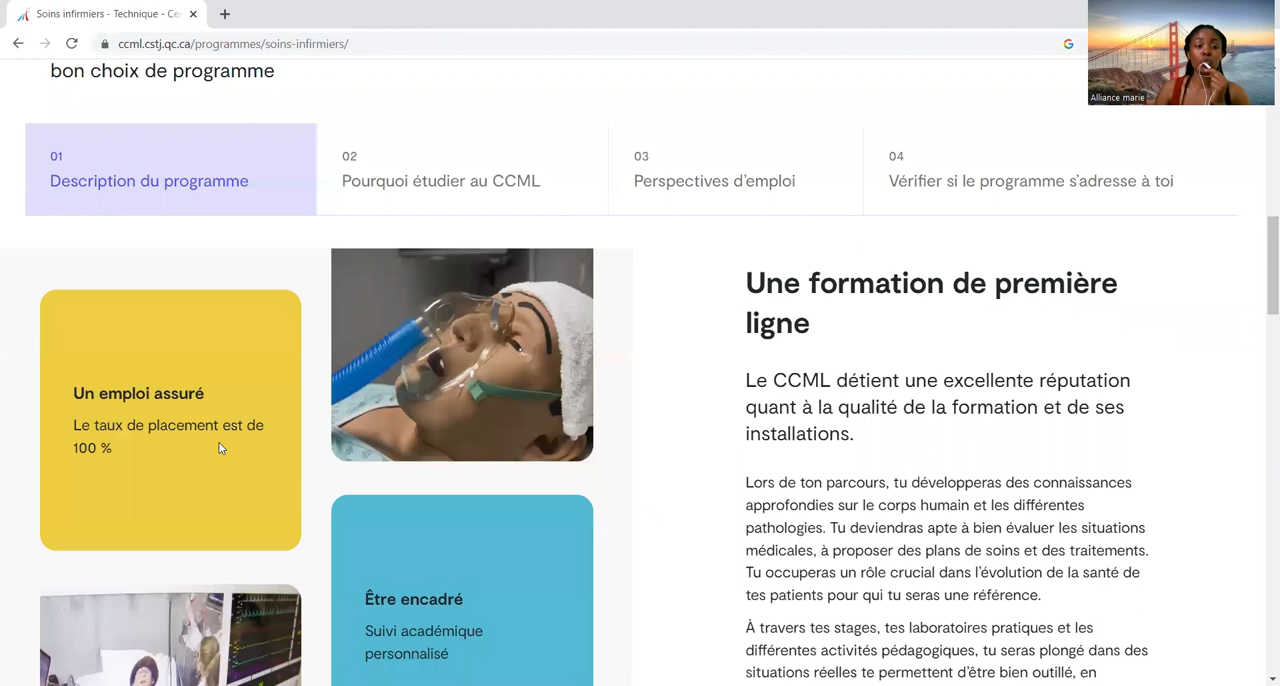 Soins infirmiers - Technique - Ce
ccml.cstj.qc.ca/programmes/soins-infirmiers/
Alliance marie
bon choix de programme
01
Description du programme
02
Pourquoi étudier au CCML
03
Perspectives d'emploi
04
Vérifier si le programme s'adresse à toi
Un emploi assuré
Le taux de placement est de
100 %
Être encadré
Suivi académique
personnalisé
Une formation de première
ligne
Le CCML détient une excellente réputation
quant à la qualité de la formation et de ses
installations.
Lors de ton parcours, tu développeras des connaissances
approfondies sur le corps humain et les différentes
pathologies. Tu deviendras apte à bien évaluer les situations
médicales, à proposer des plans de soins et des traitements.
Tu occuperas un rôle crucial dans l'évolution de la santé de
tes patients pour qui tu seras une référence.
À travers tes stages, tes laboratoires pratiques et les
différentes activités pédagogiques, tu seras plongé dans des
situations réelles te permettent d'être bien outillé, en